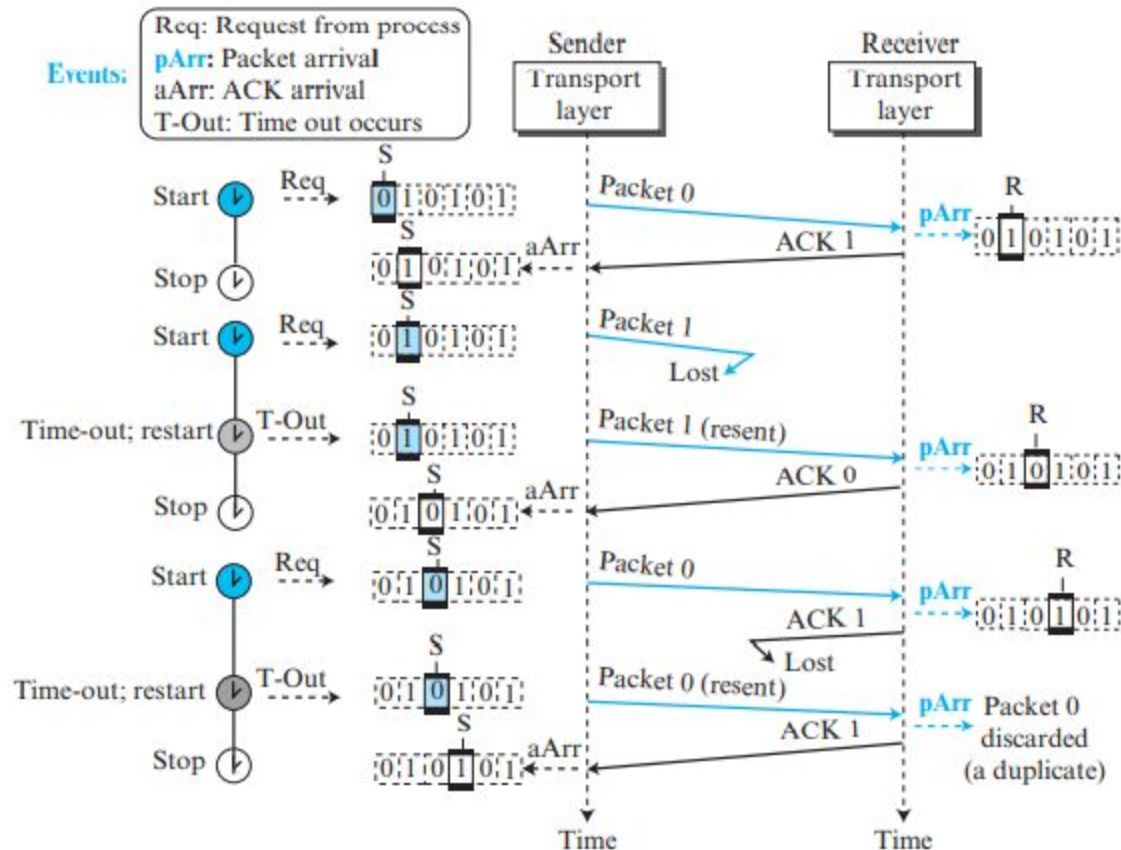 Events:
Req: Request from process
pArr: Packet arrival
aArr: ACK arrival
T-Out: Time out occurs
Sender
Transport
layer
Receiver
Transport
layer
Start
Req
S
0 1 0 1 0 1
Packet 0
pArr
R
0 1 0 1 0 1
Stop
S
0 1 0 1 0 1
aArr
ACK 1
Start
Req
S
0 1 0 1 0 1
Packet 1
Lost
Time-out; restart
T-Out
S
0 1 0 1 0 1
Packet 1 (resent)
pArr
R
0 1 0 1 0 1
Stop
S
0 1 0 1 0 1
aArr
ACK 0
Start
Req
S
0 1 0 1 0 1
Packet 0
pArr
R
0 1 0 1 0 1
ACK 1
Lost
Time-out; restart
T-Out
S
0 1 0 1 0 1
Packet 0 (resent)
pArr
Packet 0
discarded
(a duplicate)
Stop
S
0 1 0 1 0 1
aArr
ACK 1
Time
Time